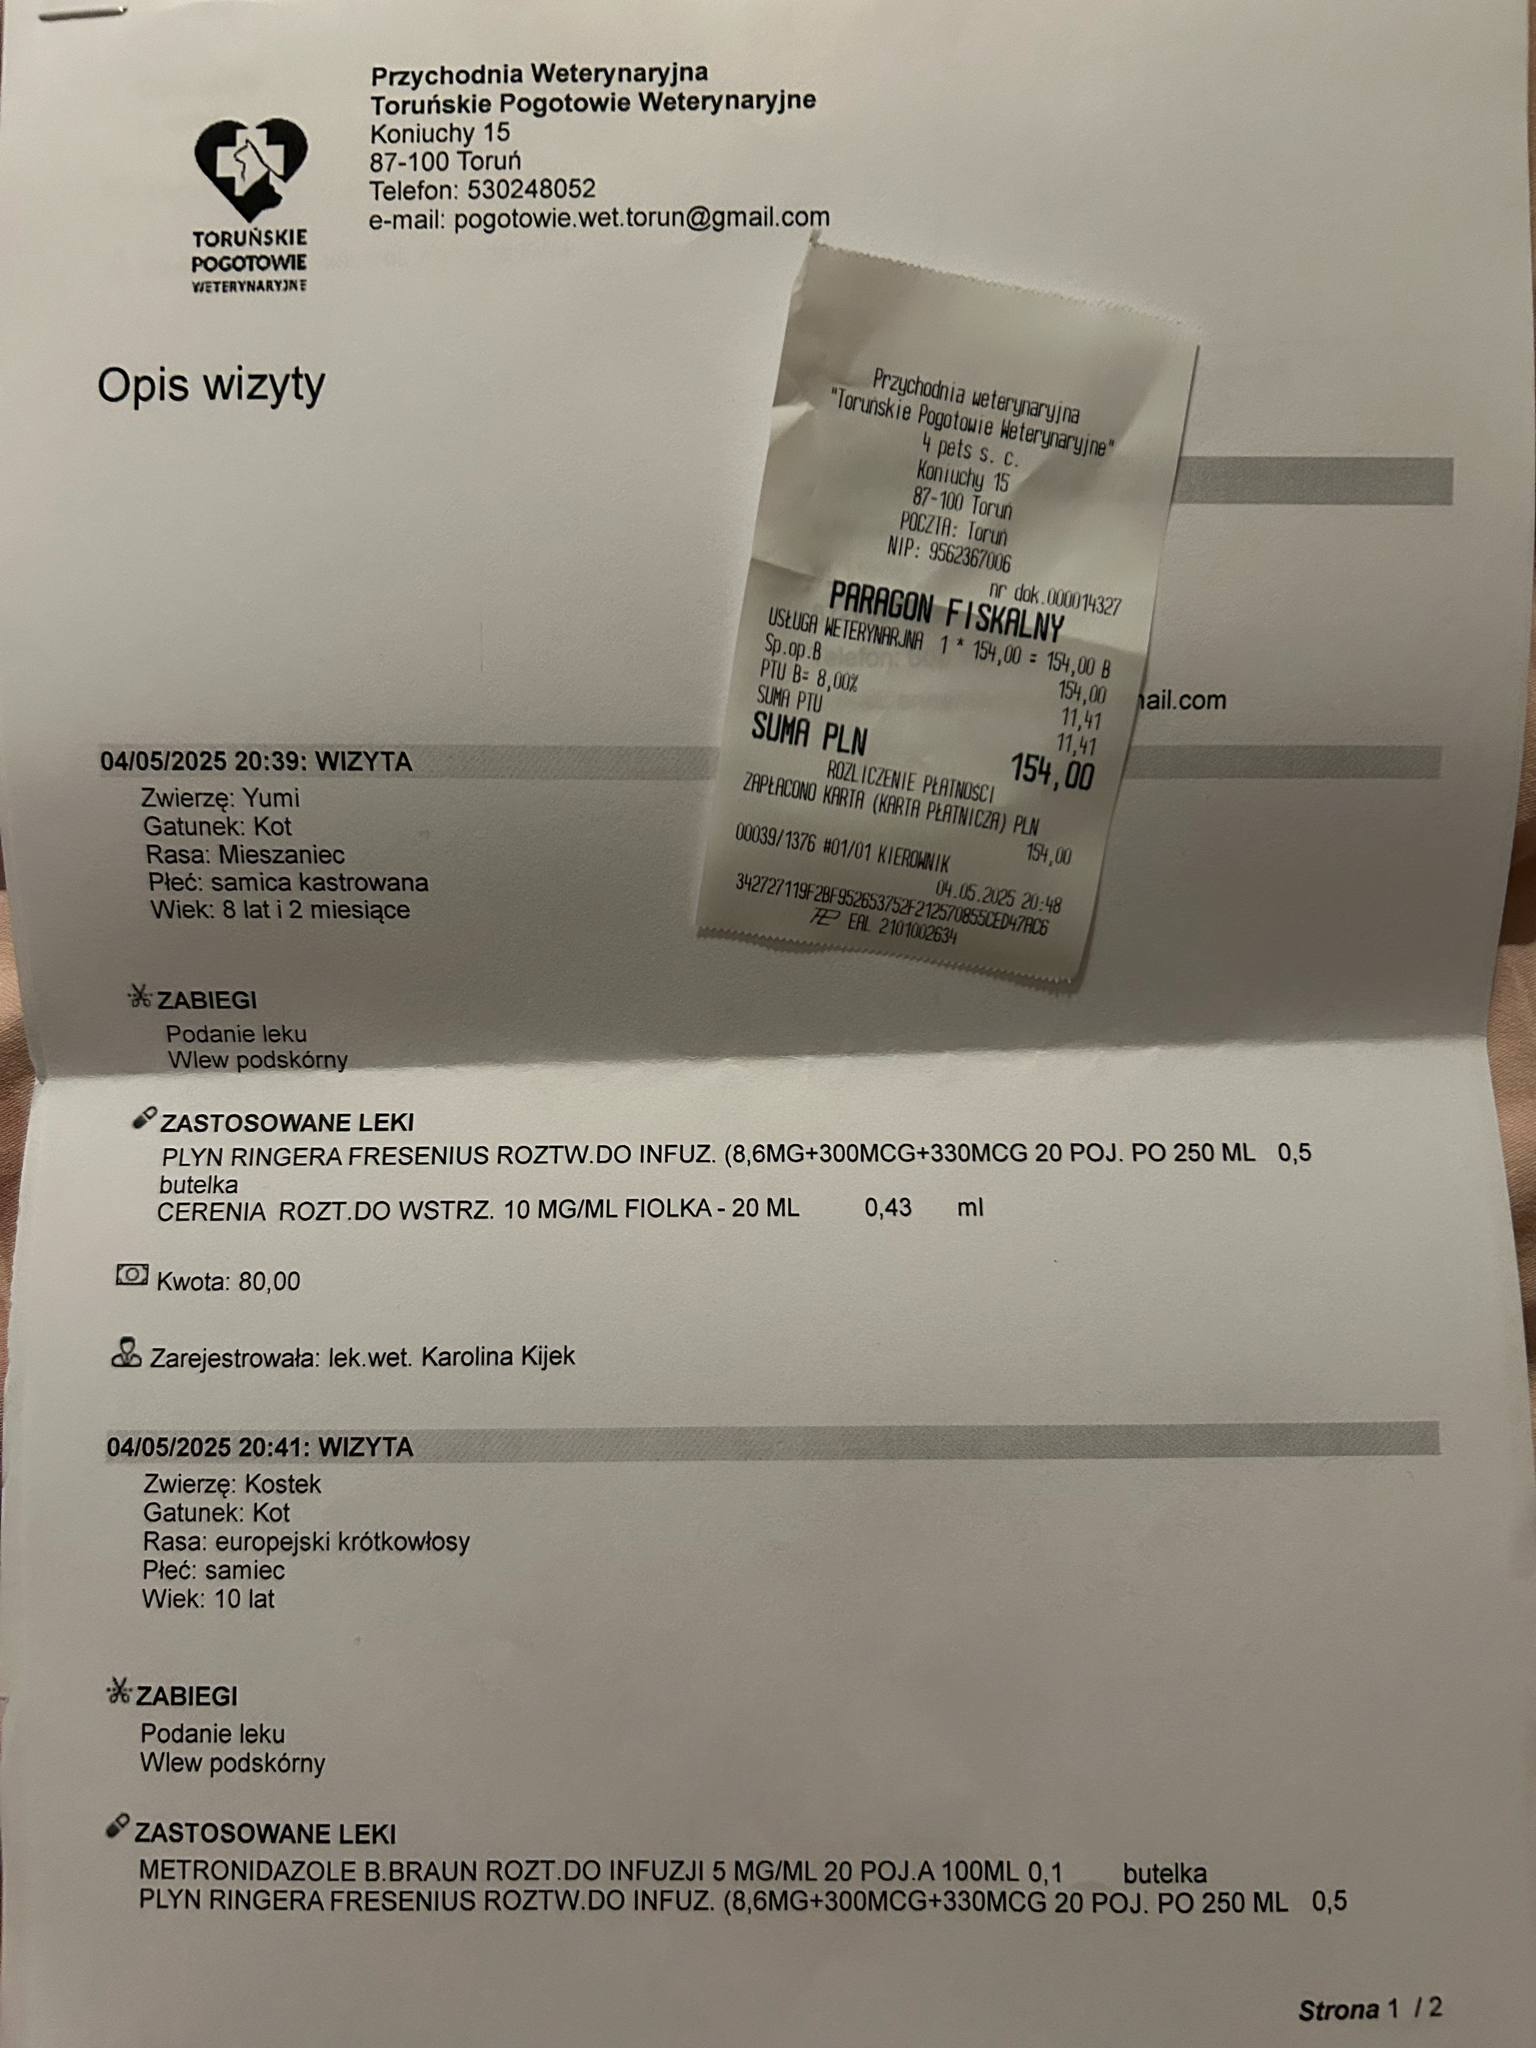 Przychodnia Weterynaryjna
Toruńskie Pogotowie Weterynaryjne
Koniuchy 15
87-100 Toruń
Telefon: 530248052
e-mail: pogotowie.wet.torun@gmail.com
TORUŃSKIE
POGOTOWIE
WETERYNARYJNE
Opis wizyty
Przychodnia weterynaryjna
"Toruńskie Pogotowie Weterynaryjne"
4 pets s. c.
Koniuchy 15
87-100 Toruń
POCZTA: Toruń
NIP: 9562367006
nr dok.000014327
PARAGON FISKALNY
USŁUGA WETERYNARJNA 1 * 154,00 = 154,00 B
Sp.op.B 154,00
PTU B= 8,00% 11,41
SUMA PTU 11,41
SUMA PLN 154,00
ROZLICZENIE PŁATNOŚCI
ZAPŁACONO KARTA (KARTA PŁATNICZA) PLN
154,00
00039/1376 #01/01 KIEROWNIK
04.05.2025 20:48
342727119F2BF952653752F212570855CED47AC6
EAL 2101002634
ail.com
04/05/2025 20:39: WIZYTA
Zwierzę: Yumi
Gatunek: Kot
Rasa: Mieszaniec
Płeć: samica kastrowana
Wiek: 8 lat i 2 miesiące
ZABIEGI
Podanie leku
Wlew podskórny
ZASTOSOWANE LEKI
PLYN RINGERA FRESENIUS ROZTW.DO INFUZ. (8,6MG+300MCG+330MCG 20 POJ. PO 250 ML 0,5
butelka
CERENIA ROZT.DO WSTRZ. 10 MG/ML FIOLKA - 20 ML 0,43 ml
Kwota: 80,00
Zarejestrowała: lek.wet. Karolina Kijek
04/05/2025 20:41: WIZYTA
Zwierzę: Kostek
Gatunek: Kot
Rasa: europejski krótkowłosy
Płeć: samiec
Wiek: 10 lat
ZABIEGI
Podanie leku
Wlew podskórny
ZASTOSOWANE LEKI
METRONIDAZOLE B.BRAUN ROZT.DO INFUZJI 5 MG/ML 20 POJ.A 100ML 0,1 butelka
PLYN RINGERA FRESENIUS ROZTW.DO INFUZ. (8,6MG+300MCG+330MCG 20 POJ. PO 250 ML 0,5
Strona 1 / 2